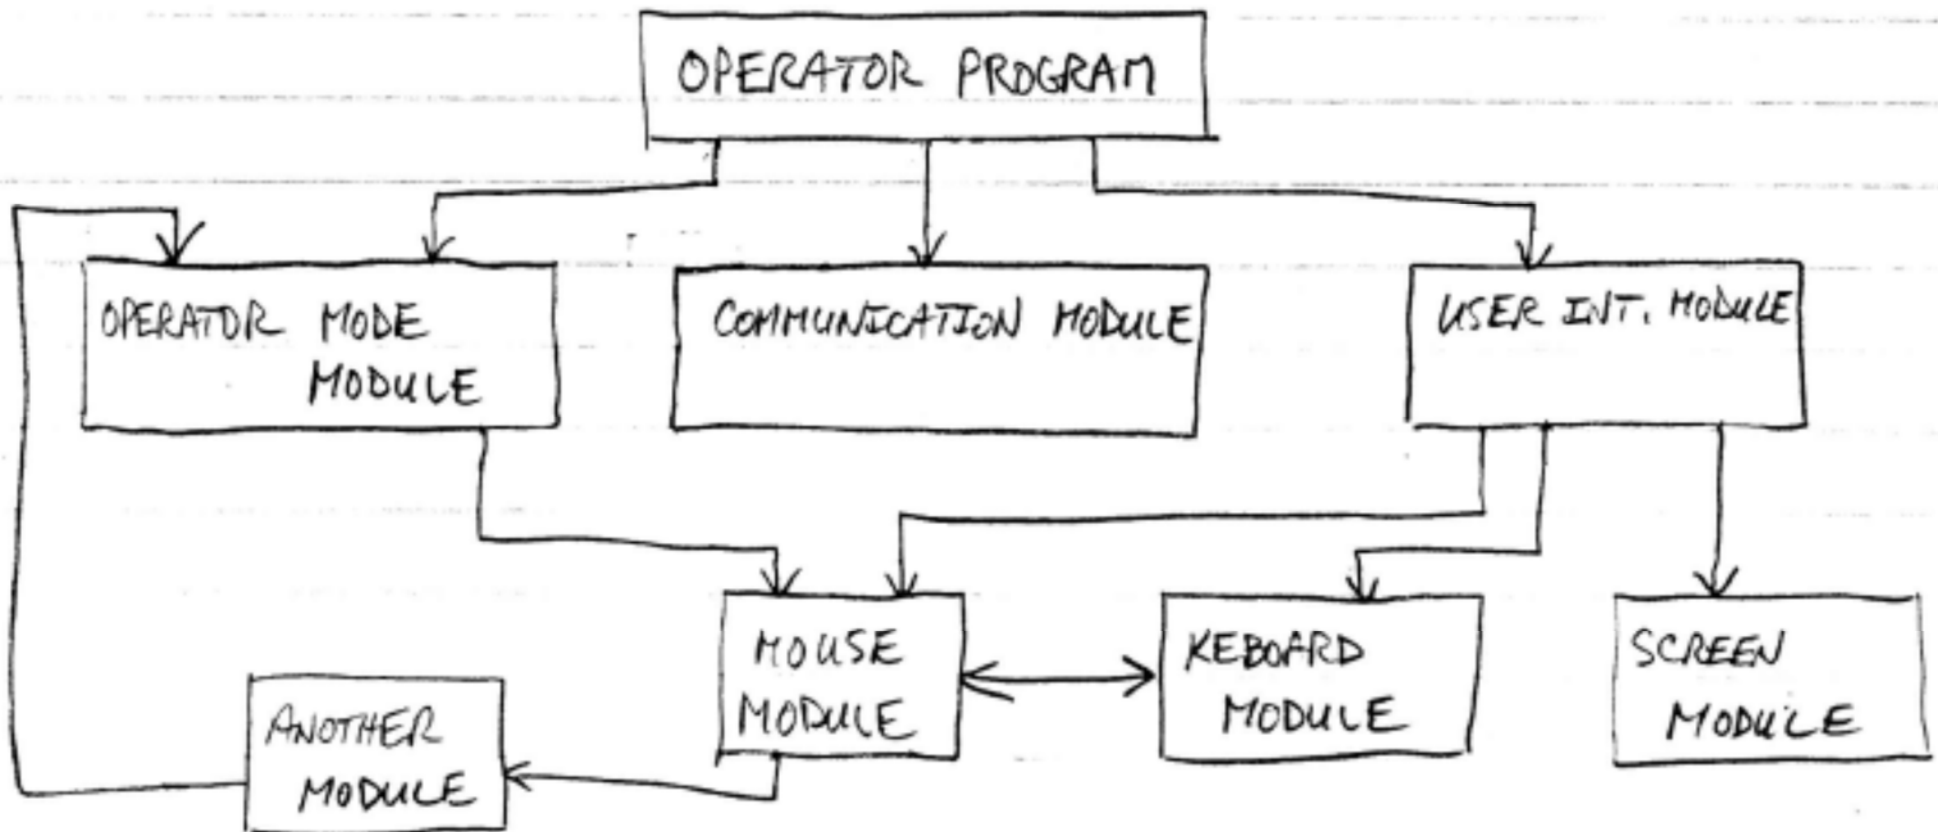 OPERATOR PROGRAM
OPERATOR MODE
MODULE
COMMUNICATION MODULE
USER INT. MODULE
MOUSE
MODULE
KEBOARD
MODULE
SCREEN
MODULE
ANOTHER
MODULE